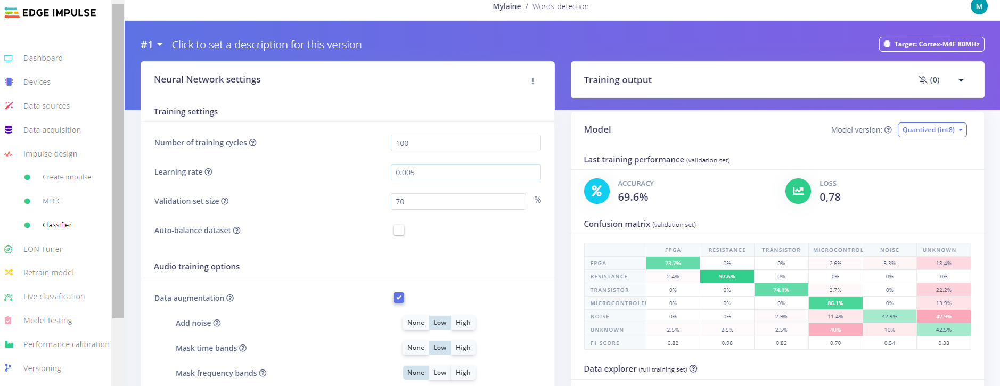 EDGE IMPULSE
Mylaine / Words_detection
M
Dashboard
Devices
Data sources
Data acquisition
Impulse design
Create impulse
MFCC
Classifier
EON Tuner
Retrain model
Live classification
Model testing
Performance calibration
Versioning
#1 Click to set a description for this version
Target: Cortex-M4F 80MHz
Neural Network settings
Training settings
Number of training cycles ? 100
Learning rate ? 0.005
Validation set size ? 70 %
Auto-balance dataset ?
Audio training options
Data augmentation ?
Add noise ? None Low High
Mask time bands ? None Low High
Mask frequency bands ? None Low High
Training output (0)
Model
Model version: ? Quantized (int8)
Last training performance (validation set)
% ACCURACY
69.6%
LOSS
0,78
Confusion matrix (validation set)
FPGA RESISTANCE TRANSISTOR MICROCONTROL NOISE UNKNOWN
FPGA 73.7% 0% 0% 2.6% 5.3% 18.4%
RESISTANCE 2.4% 97.6% 0% 0% 0% 0%
TRANSISTOR 0% 0% 74.1% 3.7% 0% 22.2%
MICROCONTROLEU 0% 0% 0% 86.1% 0% 13.9%
NOISE 0% 0% 2.9% 11.4% 42.9% 42.9%
UNKNOWN 2.5% 2.5% 2.5% 40% 10% 42.5%
F1 SCORE 0.82 0.98 0.82 0.70 0.54 0.38
Data explorer (full training set) ?